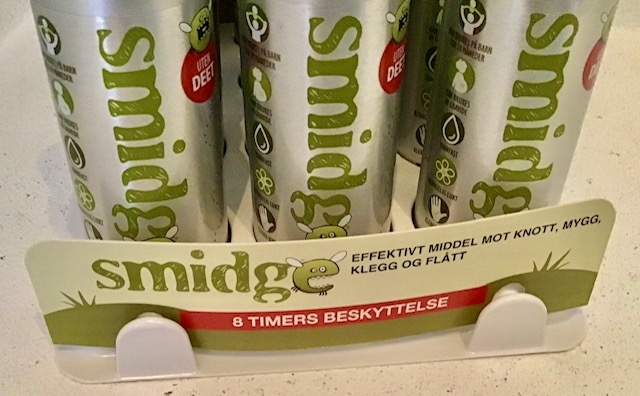 smidge
UTEN
DEET
smidge
UTEN
DEET
smidge
DEET
smidge
EFFEKTIVT MIDDEL MOT KNOTT, MYGG,
KLEGG OG FLÅTT
8 TIMERS BESKYTTELSE